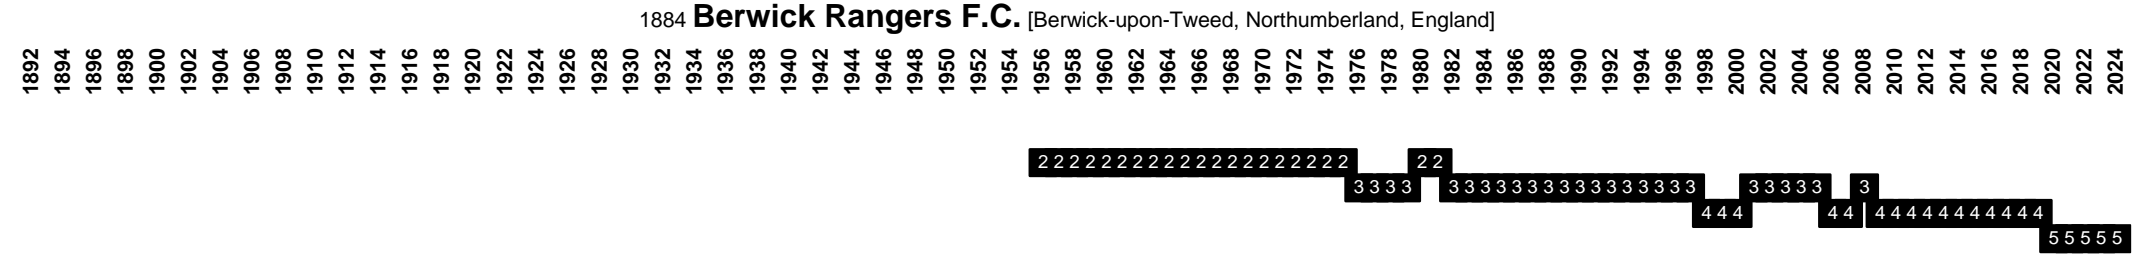 1884 Berwick Rangers F.C. [Berwick-upon-Tweed, Northumberland, England]
1892 1894 1896 1898 1900 1902 1904 1906 1908 1910 1912 1914 1916 1918 1920 1922 1924 1926 1928 1930 1932 1934 1936 1938 1940 1942 1944 1946 1948 1950 1952 1954 1956 1958 1960 1962 1964 1966 1968 1970 1972 1974 1976 1978 1980 1982 1984 1986 1988 1990 1992 1994 1996 1998 2000 2002 2004 2006 2008 2010 2012 2014 2016 2018 2020 2022 2024
2 2 2 2 2 2 2 2 2 2 2 2 2 2 2 2 2 2 2 2 2 2
3 3 3 3 3 3 3 3 3 3 3 3 3 3 3 3 3 3 3 3 3 3 3 3 3 3
4 4 4 4 4 4 4 4 4 4 4 4 4 4 4 4
5 5 5 5 5